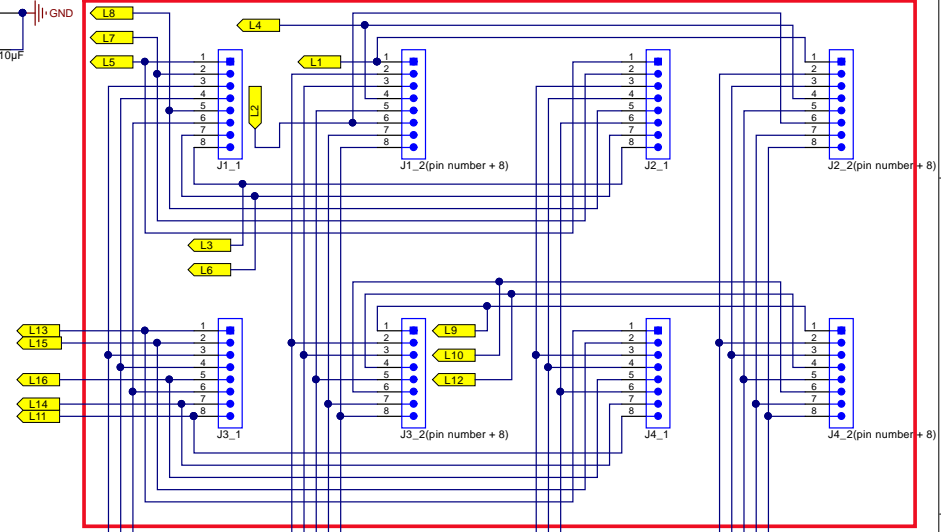 GND
10µF
L8
L7
L5
L4
L1
L2
1
2
3
4
5
6
7
8
J1_1
1
2
3
4
5
6
7
8
J1_2(pin number + 8)
1
2
3
4
5
6
7
8
J2_1
1
2
3
4
5
6
7
8
J2_2(pin number + 8)
L3
L6
L13
L15
L16
L14
L11
1
2
3
4
5
6
7
8
J3_1
1
2
3
4
5
6
7
8
J3_2(pin number + 8)
L9
L10
L12
1
2
3
4
5
6
7
8
J4_1
1
2
3
4
5
6
7
8
J4_2(pin number + 8)